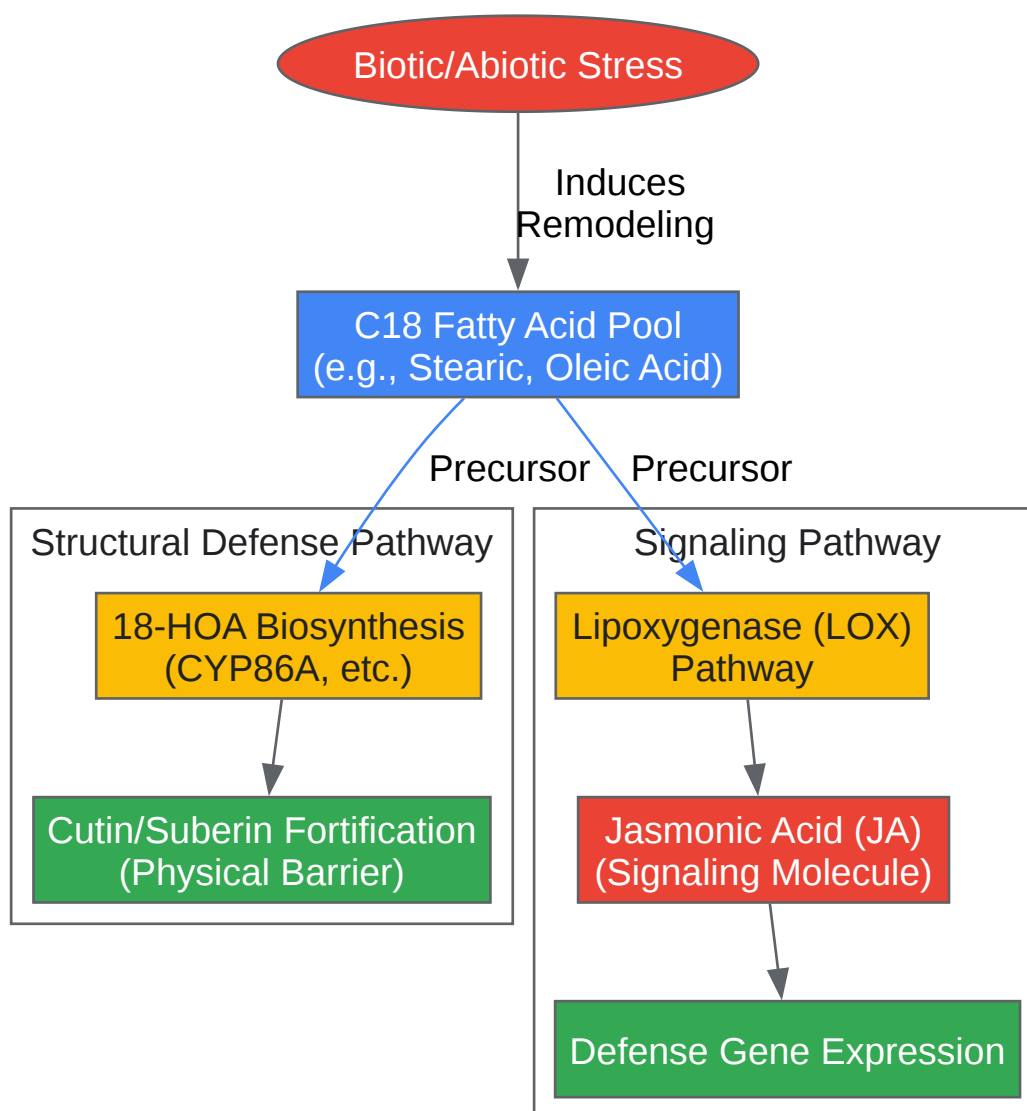 Biotic/Abiotic Stress
Induces
Remodeling
C18 Fatty Acid Pool
(e.g., Stearic, Oleic Acid)
Precursor
Precursor
Structural Defense Pathway
18-HOA Biosynthesis
(CYP86A, etc.)
Cutin/Suberin Fortification
(Physical Barrier)
Signaling Pathway
Lipoxygenase (LOX)
Pathway
Jasmonic Acid (JA)
(Signaling Molecule)
Defense Gene Expression